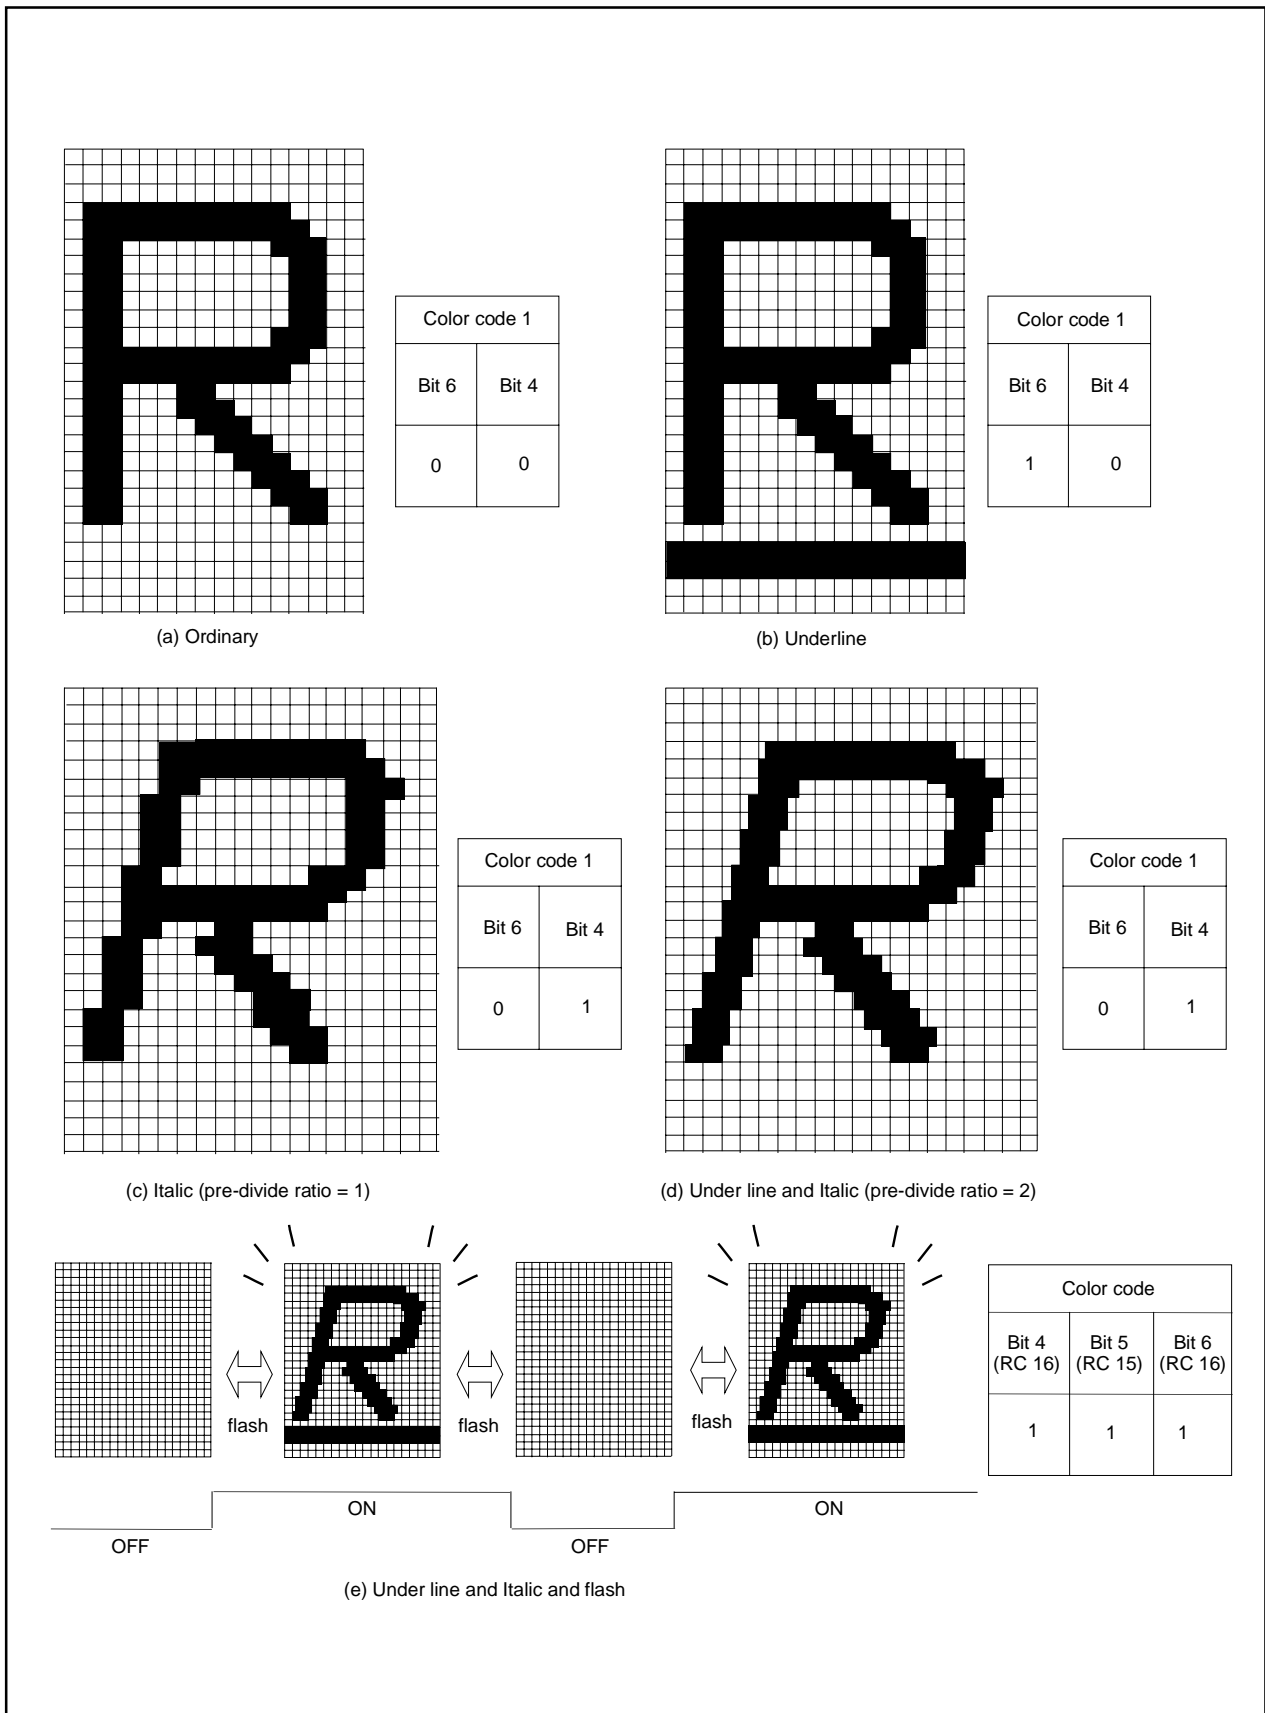 Color code 1
Bit 6 Bit 4
0 0
(a) Ordinary
Color code 1
Bit 6 Bit 4
1 0
(b) Underline
Color code 1
Bit 6 Bit 4
0 1
(c) Italic (pre-divide ratio = 1)
Color code 1
Bit 6 Bit 4
0 1
(d) Under line and Italic (pre-divide ratio = 2)
flash flash flash
Color code
Bit 4 Bit 5 Bit 6
(RC 16) (RC 15) (RC 16)
1 1 1
ON ON
OFF OFF
(e) Under line and Italic and flash